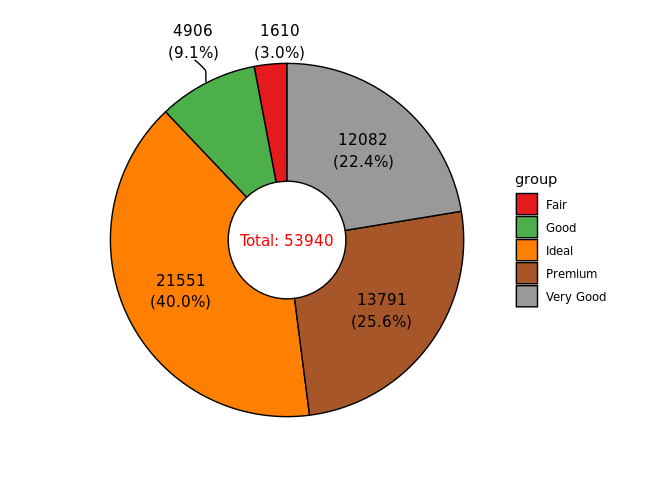 4906
(9.1%)
1610
(3.0%)
12082
(22.4%)
Total: 53940
21551
(40.0%)
13791
(25.6%)
group
Fair
Good
Ideal
Premium
Very Good